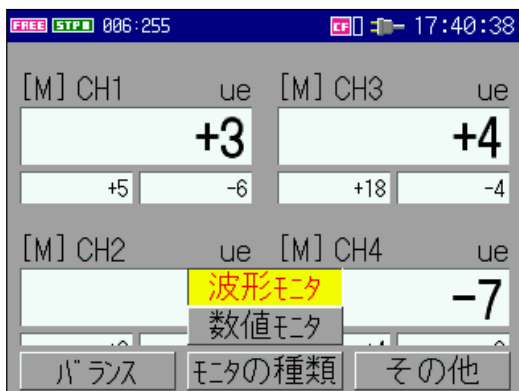 FREE STPII 006:255 CF 17:40:38
[M] CH1 ue [M] CH3 ue
+3 +4
+5 -6 +18 -4
[M] CH2 ue [M] CH4 ue
波形ﾓﾆﾀ -7
数値ﾓﾆﾀ
ﾊﾞﾗﾝｽ ﾓﾆﾀの種類 その他